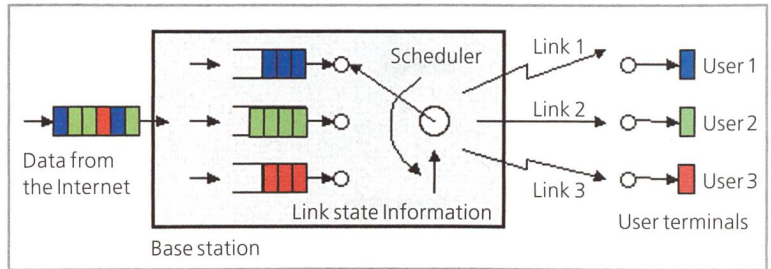 Scheduler
Link 1
User 1
Link 2
User 2
Data from
the Internet
Link 3
User 3
Link state Information
User terminals
Base station